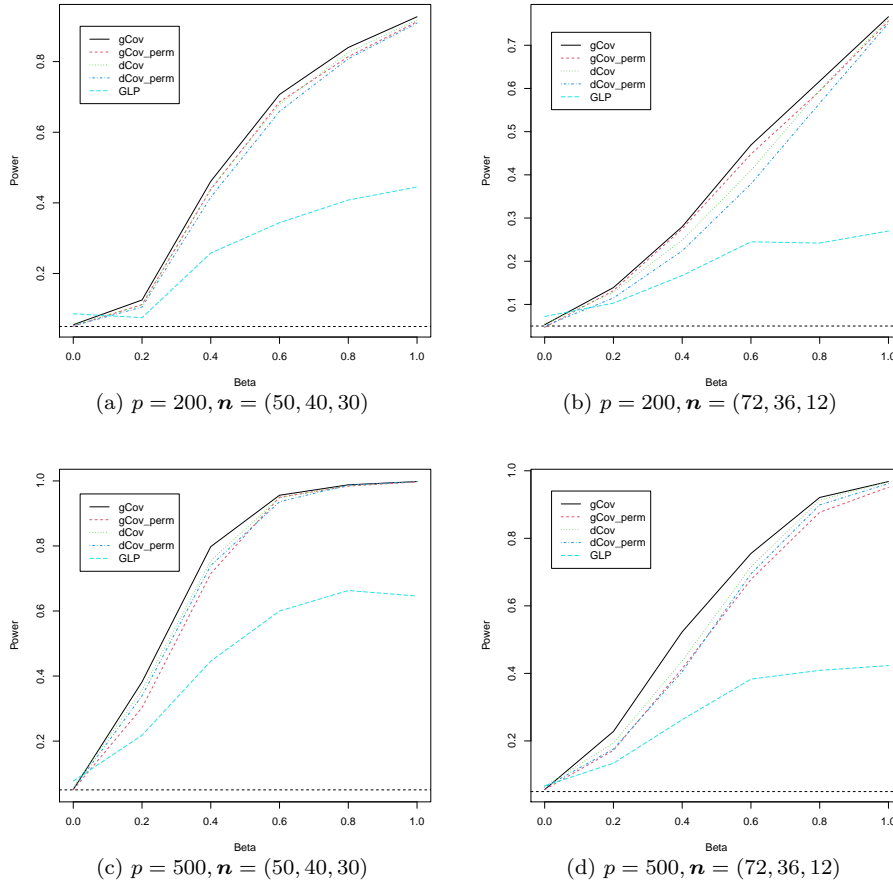 gCov
gCov_perm
dCov
dCov_perm
GLP
Power
0.2 0.4 0.6 0.8
0.0 0.2 0.4 0.6 0.8 1.0
Beta
(a) p = 200, n = (50, 40, 30)
gCov
gCov_perm
dCov
dCov_perm
GLP
Power
0.1 0.2 0.3 0.4 0.5 0.6 0.7
0.0 0.2 0.4 0.6 0.8 1.0
Beta
(b) p = 200, n = (72, 36, 12)
gCov
gCov_perm
dCov
dCov_perm
GLP
Power
0.2 0.4 0.6 0.8 1.0
0.0 0.2 0.4 0.6 0.8 1.0
Beta
(c) p = 500, n = (50, 40, 30)
gCov
gCov_perm
dCov
dCov_perm
GLP
Power
0.2 0.4 0.6 0.8 1.0
0.0 0.2 0.4 0.6 0.8 1.0
Beta
(d) p = 500, n = (72, 36, 12)